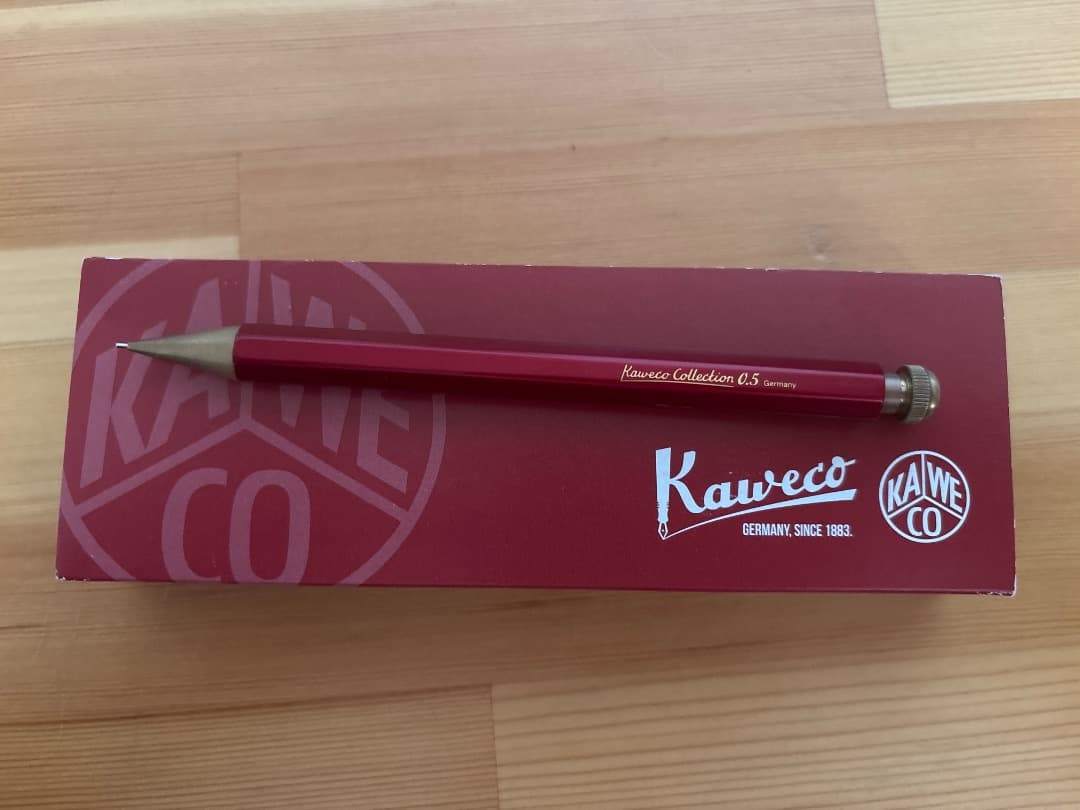 KA WE
CO
Kaweco Collection 0.5 Germany
Kaweco
GERMANY, SINCE 1883.
KA WE
CO